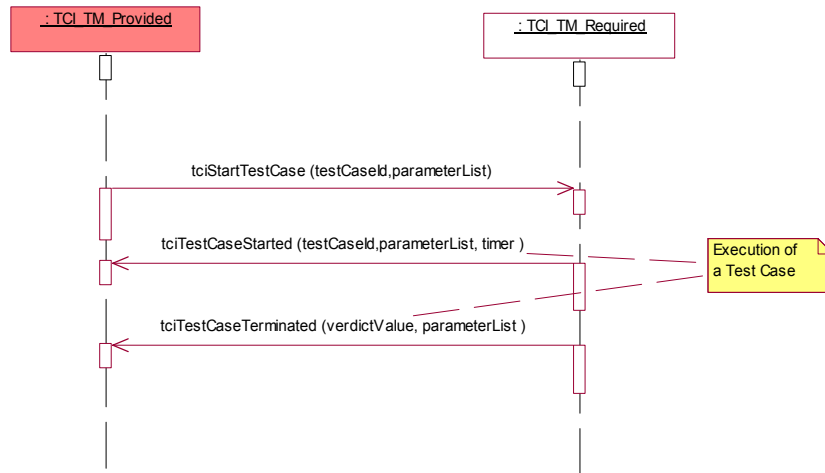 : TCI_TM_Provided
: TCI_TM_Required
tciStartTestCase (testCaseId,parameterList)
tciTestCaseStarted (testCaseId,parameterList, timer )
Execution of
a Test Case
tciTestCaseTerminated (verdictValue, parameterList )